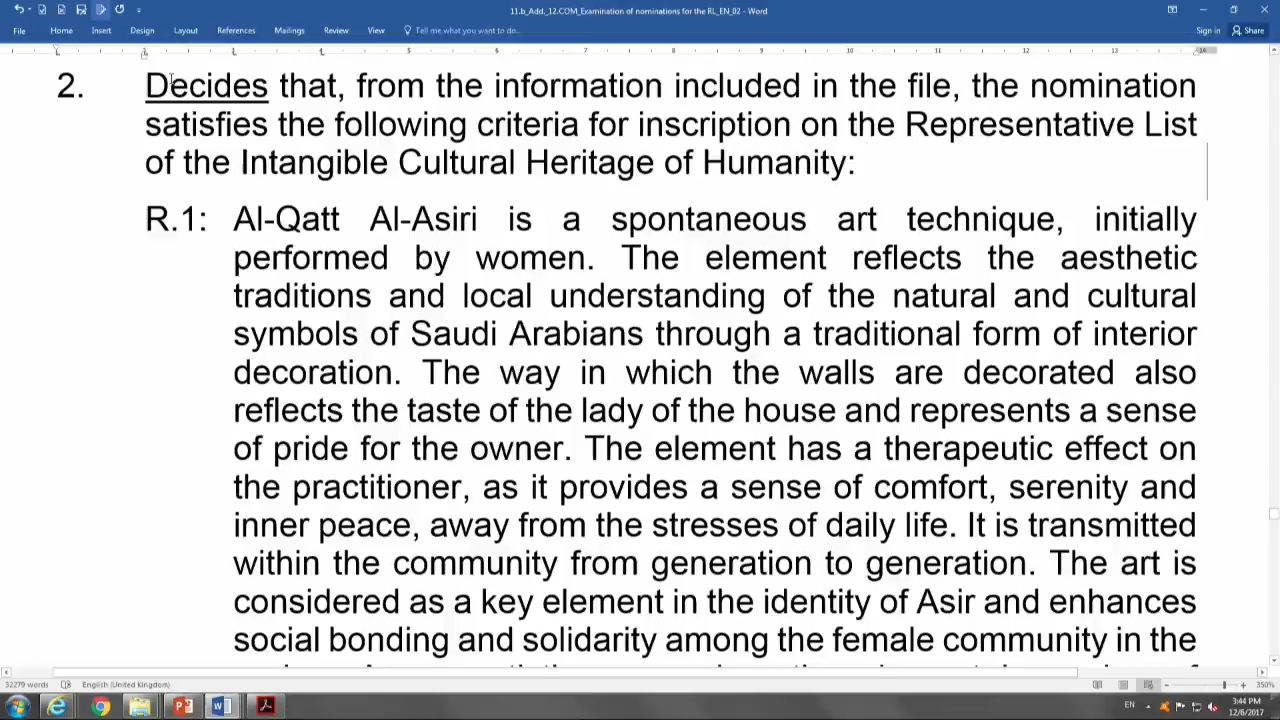 11.b_Add._12.COM_Examination of nominations for the RL_EN_02 - Word
File Home Insert Design Layout References Mailings Review View Tell me what you want to do... Sign in Share
2. Decides that, from the information included in the file, the nomination
satisfies the following criteria for inscription on the Representative List
of the Intangible Cultural Heritage of Humanity:
R.1: Al-Qatt Al-Asiri is a spontaneous art technique, initially
performed by women. The element reflects the aesthetic
traditions and local understanding of the natural and cultural
symbols of Saudi Arabians through a traditional form of interior
decoration. The way in which the walls are decorated also
reflects the taste of the lady of the house and represents a sense
of pride for the owner. The element has a therapeutic effect on
the practitioner, as it provides a sense of comfort, serenity and
inner peace, away from the stresses of daily life. It is transmitted
within the community from generation to generation. The art is
considered as a key element in the identity of Asir and enhances
social bonding and solidarity among the female community in the
32279 words English (United Kingdom) 350%
EN 3:44 PM
12/6/2017